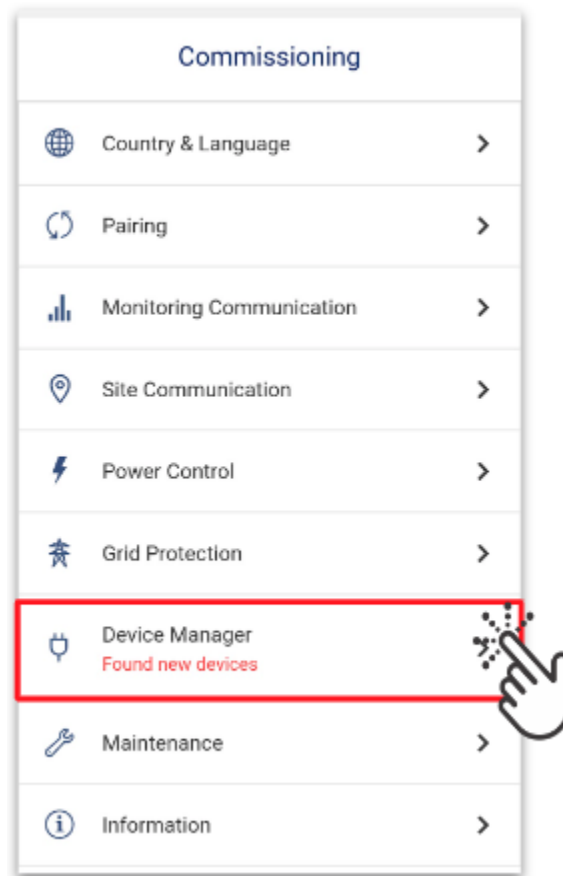 Commissioning
Country & Language
Pairing
Monitoring Communication
Site Communication
Power Control
Grid Protection
Device Manager
Found new devices
Maintenance
Information